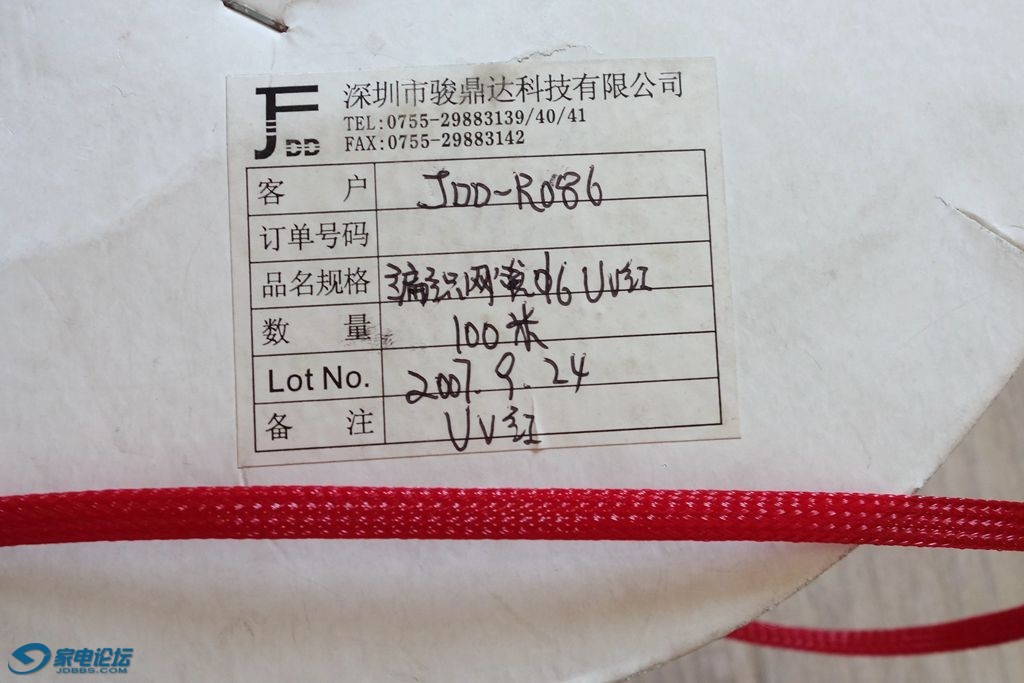 JF DD
深圳市骏鼎达科技有限公司
TEL:0755-29883139/40/41
FAX:0755-29883142
客 户 JDD-R086
订单号码
品名规格 编织网管 φ6 UV红
数 量 100米
Lot No. 2007.9.24
备 注 UV红
家电论坛
JDBBS.COM